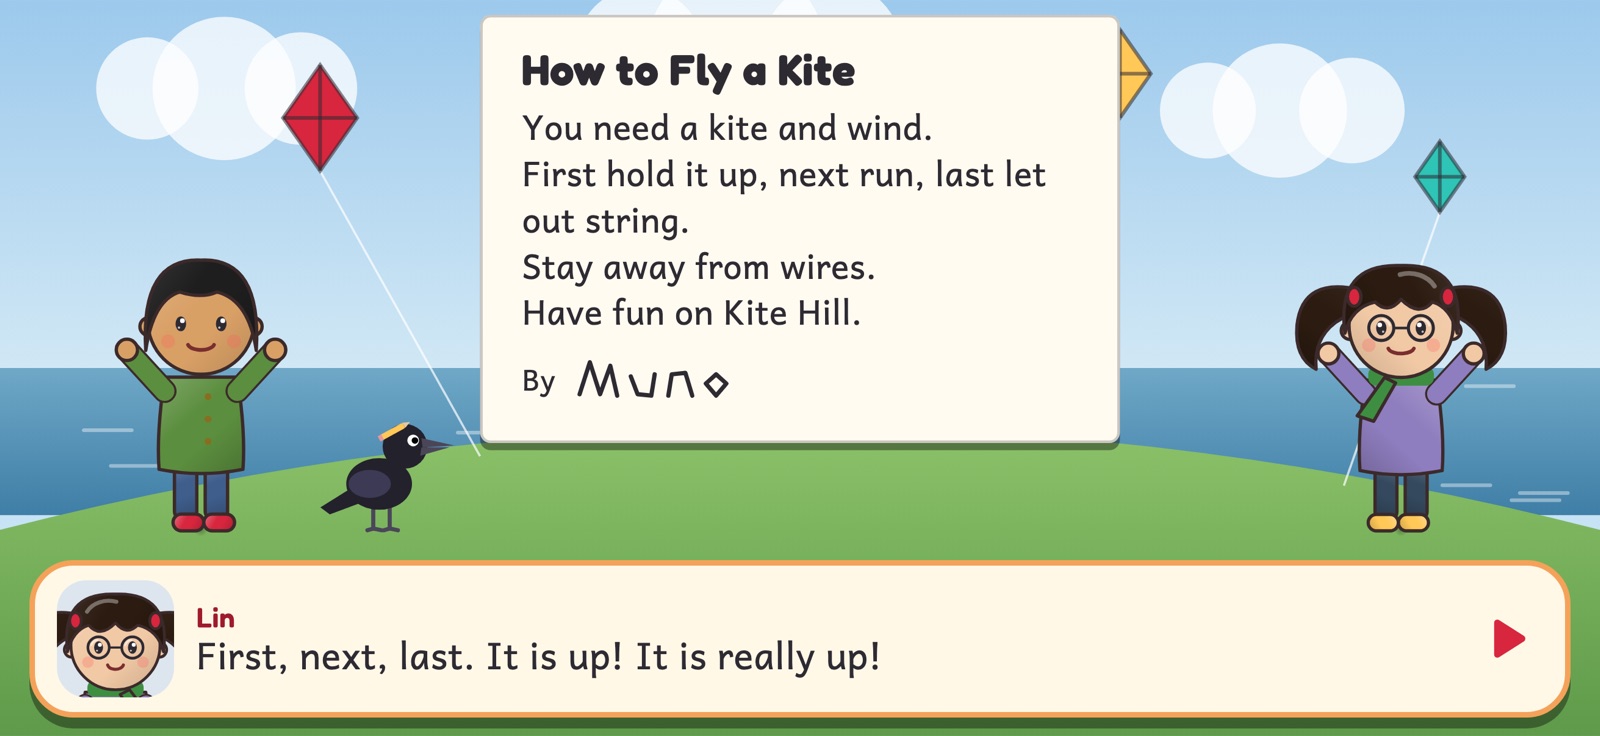 How to Fly a Kite
You need a kite and wind.
First hold it up, next run, last let
out string.
Stay away from wires.
Have fun on Kite Hill.
By Muno
Lin
First, next, last. It is up! It is really up!